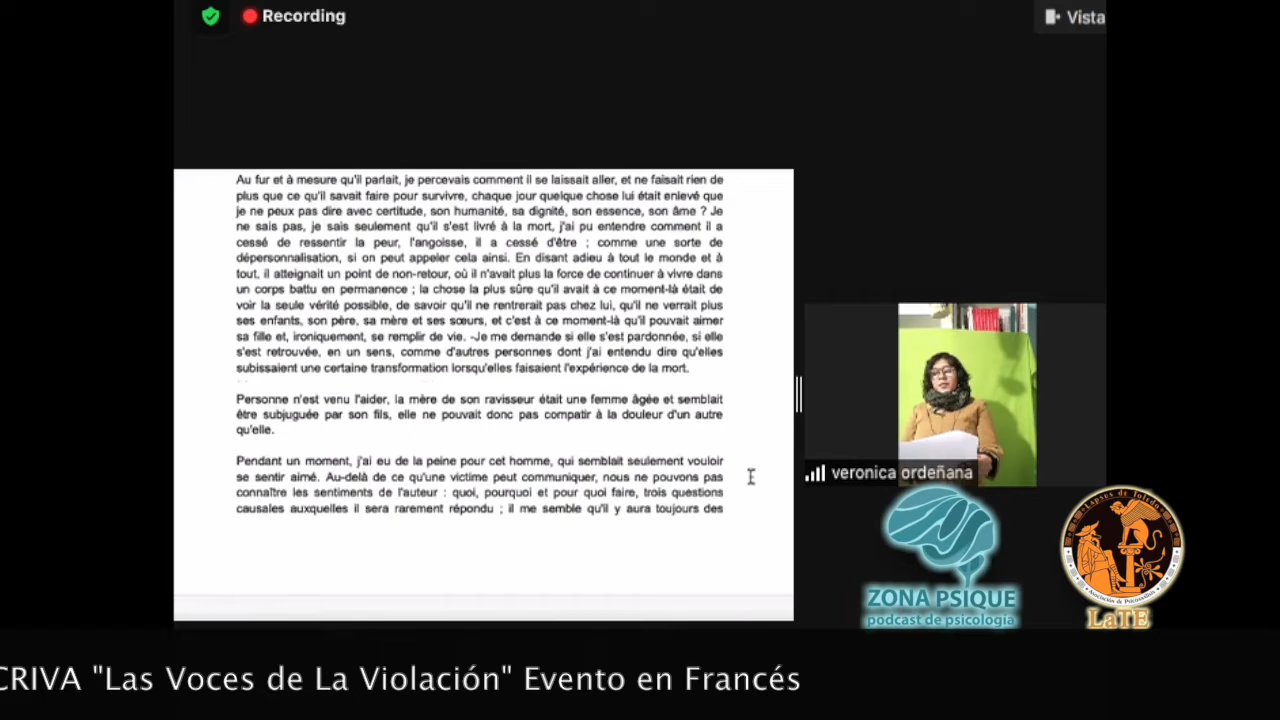 Recording
Vista
Au fur et à mesure qu'il parlait, je percevais comment il se laissait aller, et ne faisait rien de
plus que ce qu'il savait faire pour survivre, chaque jour quelque chose lui était enlevé que
je ne peux pas dire avec certitude, son humanité, sa dignité, son essence, son âme ? Je
ne sais pas, je sais seulement qu'il s'est livré à la mort, j'ai pu entendre comment il a
cessé de ressentir la peur, l'angoisse, il a cessé d'être ; comme une sorte de
dépersonnalisation, si on peut appeler cela ainsi. En disant adieu à tout le monde et à
tout, il atteignait un point de non-retour, où il n'avait plus la force de continuer à vivre dans
un corps battu en permanence ; la chose la plus sûre qu'il avait à ce moment-là était de
voir la seule vérité possible, de savoir qu'il ne rentrerait pas chez lui, qu'il ne verrait plus
ses enfants, son père, sa mère et ses sœurs, et c'est à ce moment-là qu'il pouvait aimer
sa fille et, ironiquement, se remplir de vie. -Je me demande si elle s'est pardonnée, si elle
s'est retrouvée, en un sens, comme d'autres personnes dont j'ai entendu dire qu'elles
subissaient une certaine transformation lorsqu'elles faisaient l'expérience de la mort.
Personne n'est venu l'aider, la mère de son ravisseur était une femme âgée et semblait
être subjuguée par son fils, elle ne pouvait donc pas compatir à la douleur d'un autre
qu'elle.
Pendant un moment, j'ai eu de la peine pour cet homme, qui semblait seulement vouloir
se sentir aimé. Au-delà de ce qu'une victime peut communiquer, nous ne pouvons pas
connaître les sentiments de l'auteur : quoi, pourquoi et pour quoi faire, trois questions
causales auxquelles il sera rarement répondu ; il me semble qu'il y aura toujours des
veronica ordeñana
ZONA PSIQUE
podcast de psicología
Lapsus de Toledo
Asociación de Psicoanálisis
LaTE
CRIVA "Las Voces de La Violación" Evento en Francés